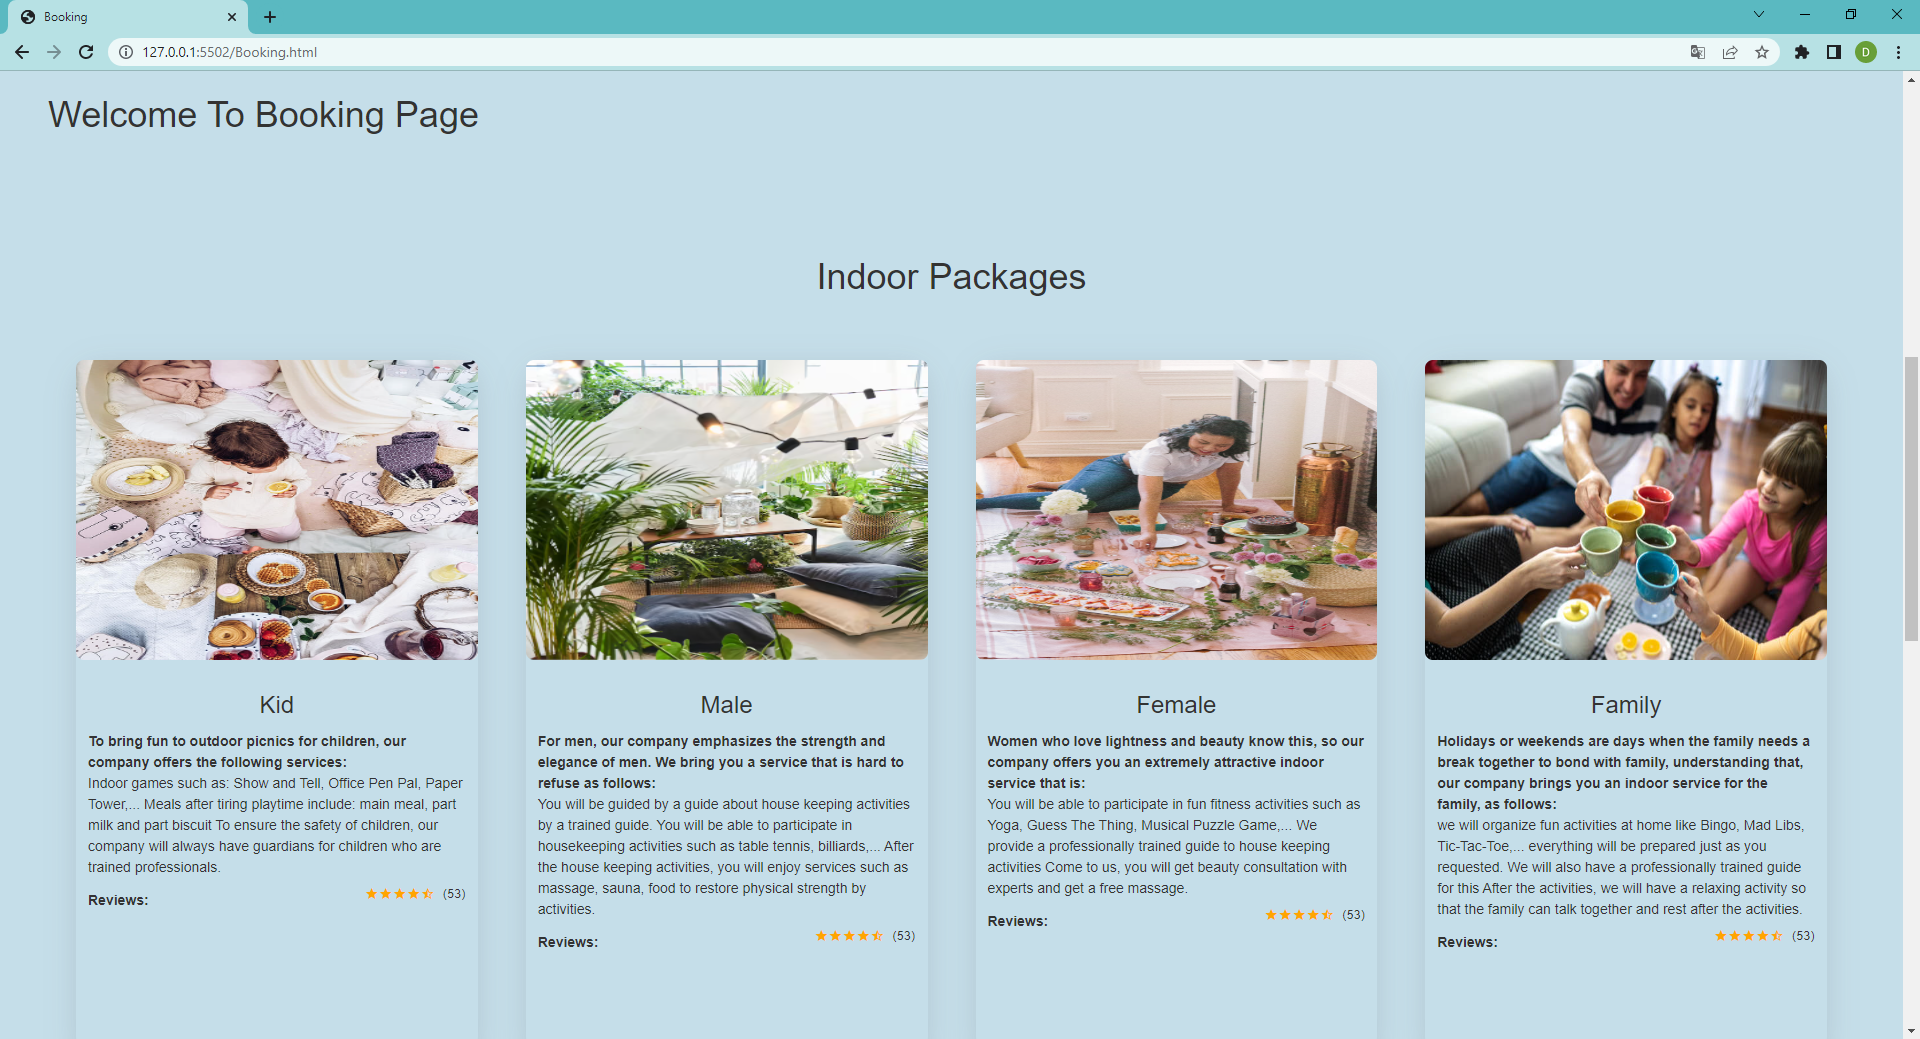 Booking
127.0.0.1:5502/Booking.html
D
Welcome To Booking Page
Indoor Packages
Kid
To bring fun to outdoor picnics for children, our
company offers the following services:
Indoor games such as: Show and Tell, Office Pen Pal, Paper
Tower,... Meals after tiring playtime include: main meal, part
milk and part biscuit To ensure the safety of children, our
company will always have guardians for children who are
trained professionals.
Reviews:
(53)
Male
For men, our company emphasizes the strength and
elegance of men. We bring you a service that is hard to
refuse as follows:
You will be guided by a guide about house keeping activities
by a trained guide. You will be able to participate in
housekeeping activities such as table tennis, billiards,... After
the house keeping activities, you will enjoy services such as
massage, sauna, food to restore physical strength by
activities.
Reviews:
(53)
Female
Women who love lightness and beauty know this, so our
company offers you an extremely attractive indoor
service that is:
You will be able to participate in fun fitness activities such as
Yoga, Guess The Thing, Musical Puzzle Game,... We
provide a professionally trained guide to house keeping
activities Come to us, you will get beauty consultation with
experts and get a free massage.
Reviews:
(53)
Family
Holidays or weekends are days when the family needs a
break together to bond with family, understanding that,
our company brings you an indoor service for the
family, as follows:
we will organize fun activities at home like Bingo, Mad Libs,
Tic-Tac-Toe,... everything will be prepared just as you
requested. We will also have a professionally trained guide
for this After the activities, we will have a relaxing activity so
that the family can talk together and rest after the activities.
Reviews:
(53)